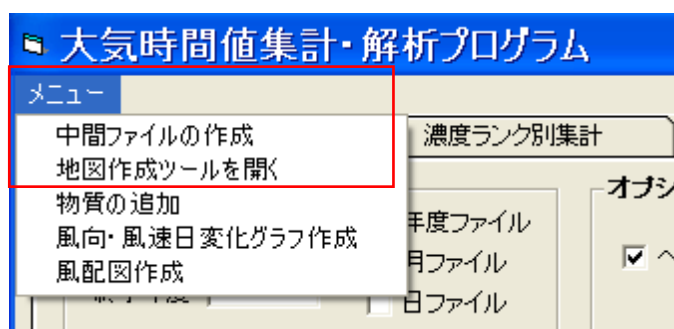 大気時間値集計・解析プログラム
メニュー
中間ファイルの作成
地図作成ツールを開く
物質の追加
風向・風速日変化グラフ作成
風配図作成
濃度ランク別集計
年度ファイル
月ファイル
日ファイル
オプシ